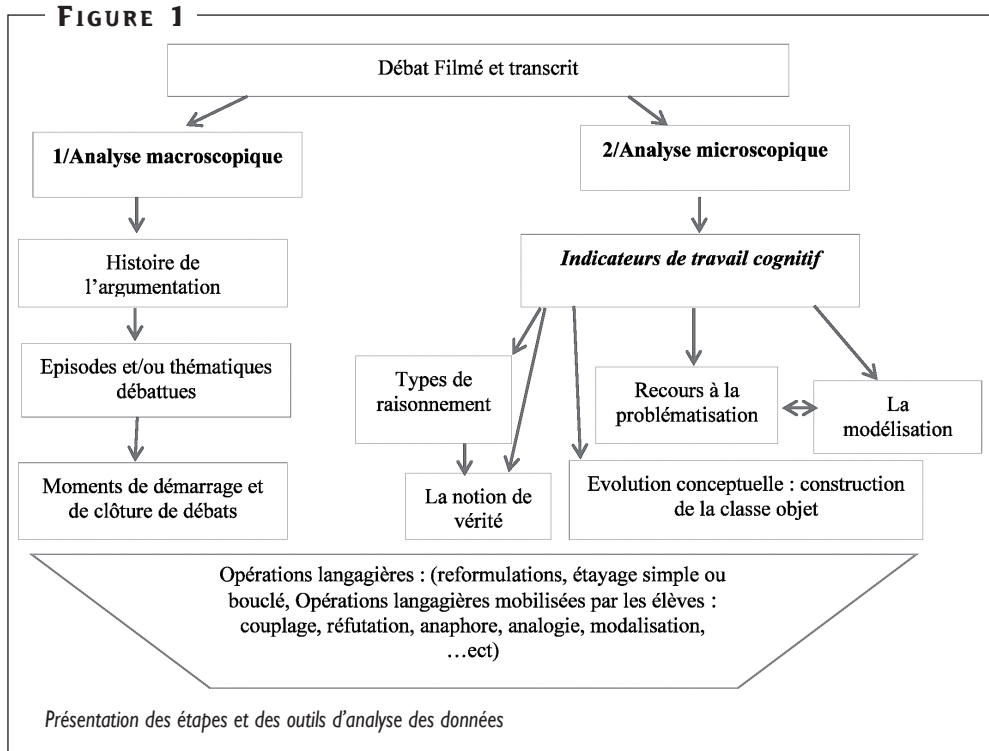 FIGURE 1
Débat Filmé et transcrit
1/Analyse macroscopique
2/Analyse microscopique
Histoire de
l’argumentation
Indicateurs de travail cognitif
Episodes et/ou thématiques
débattues
Types de
raisonnement
Recours à la
problématisation
La
modélisation
Moments de démarrage et
de clôture de débats
La notion de
vérité
Evolution conceptuelle : construction
de la classe objet
Opérations langagières : (reformulations, étayage simple ou
bouclé, Opérations langagières mobilisées par les élèves :
couplage, réfutation, anaphore, analogie, modalisation,
…ect)
Présentation des étapes et des outils d’analyse des données